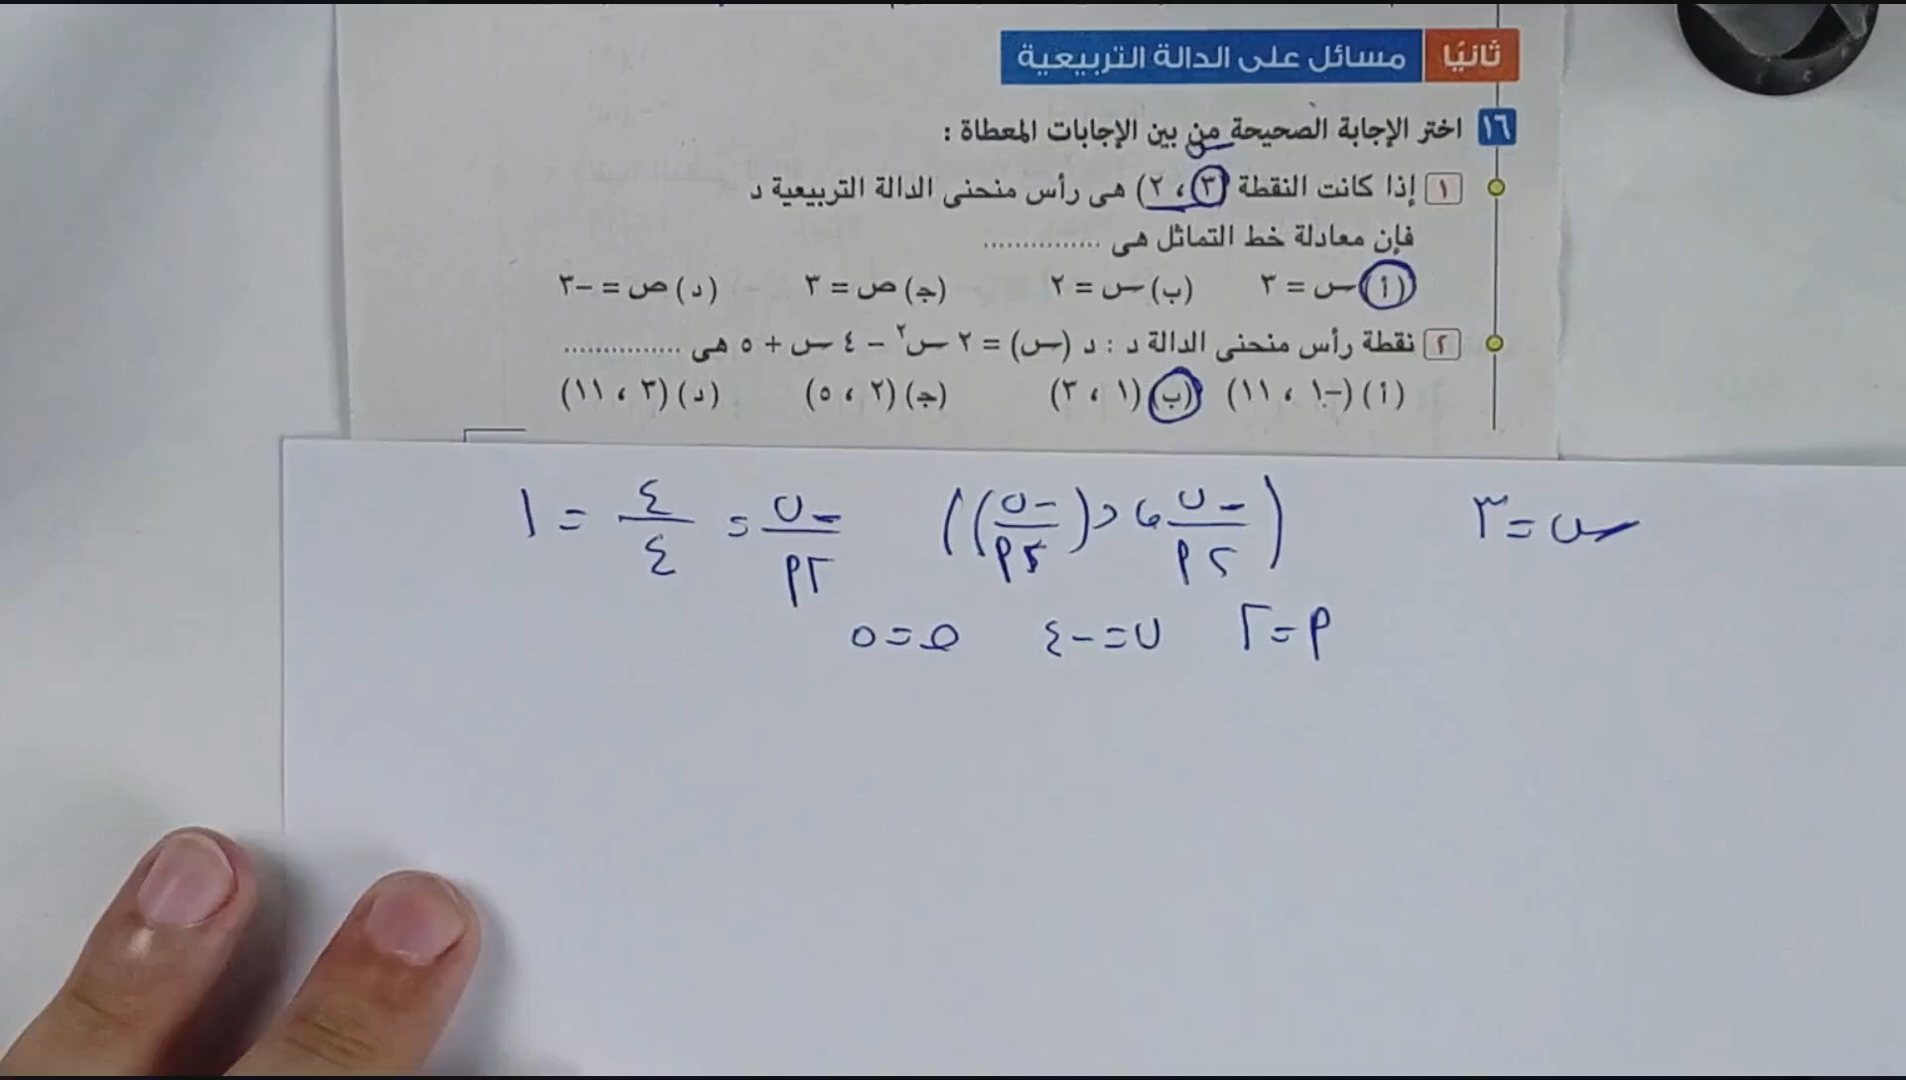 ثانيًا مسائل على الدالة التربيعية
١٦ اختر الإجابة الصحيحة من بين الإجابات المعطاة :
١ إذا كانت النقطة (٣ ، ٢) هى رأس منحنى الدالة التربيعية د
فإن معادلة خط التماثل هى ...............
(أ) س = ٣ (ب) س = ٢ (جـ) ص = ٣ (د) ص = -٣
٢ نقطة رأس منحنى الدالة د : د (س) = ٢ س٢ - ٤ س + ٥ هى ...............
(أ) (-١ ، ١١) (ب) (١ ، ٣) (جـ) (٢ ، ٥) (د) (٣ ، ١١)
س = ٣
(-ب/٢أ ، د(-ب/٢أ))
-ب/٢أ = ٤/٤ = ١
أ = ٢ ب = -٤ جـ = ٥